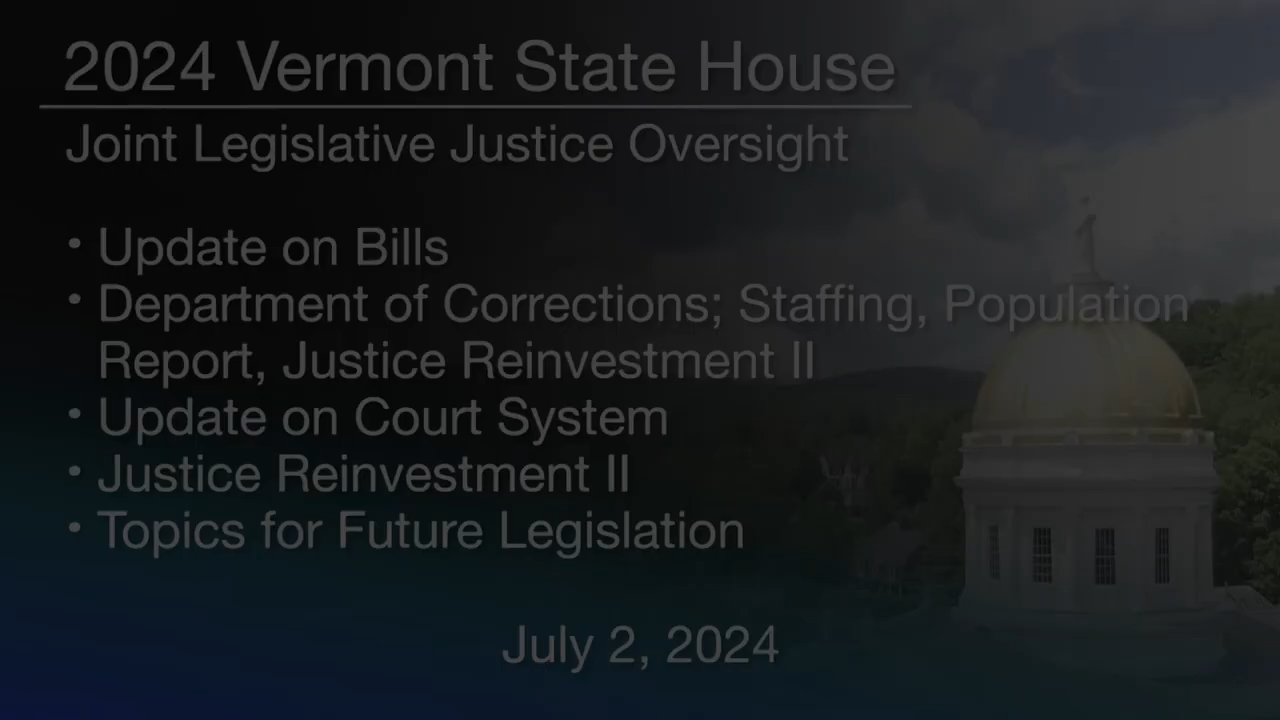 2024 Vermont State House
Joint Legislative Justice Oversight
• Update on Bills
• Department of Corrections; Staffing, Population
Report, Justice Reinvestment II
• Update on Court System
• Justice Reinvestment II
• Topics for Future Legislation
July 2, 2024